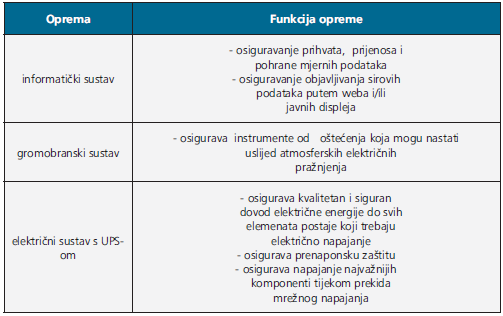 Oprema
Funkcija opreme
informatički sustav
- osiguravanje prihvata, prijenosa i
pohrane mjernih podataka
- osiguravanje objavljivanja sirovih
podataka putem weba i/ili
javnih displeja
gromobranski sustav
- osigurava instrumente od oštećenja koja mogu nastati
uslijed atmosferskih električnih
pražnjenja
električni sustav s UPS-
om
- osigurava kvalitetan i siguran
dovod električne energije do svih
elemenata postaje koji trebaju
električno napajanje
- osigurava prenaponsku zaštitu
- osigurava napajanje najvažnijih
komponenti tijekom prekida
mrežnog napajanja